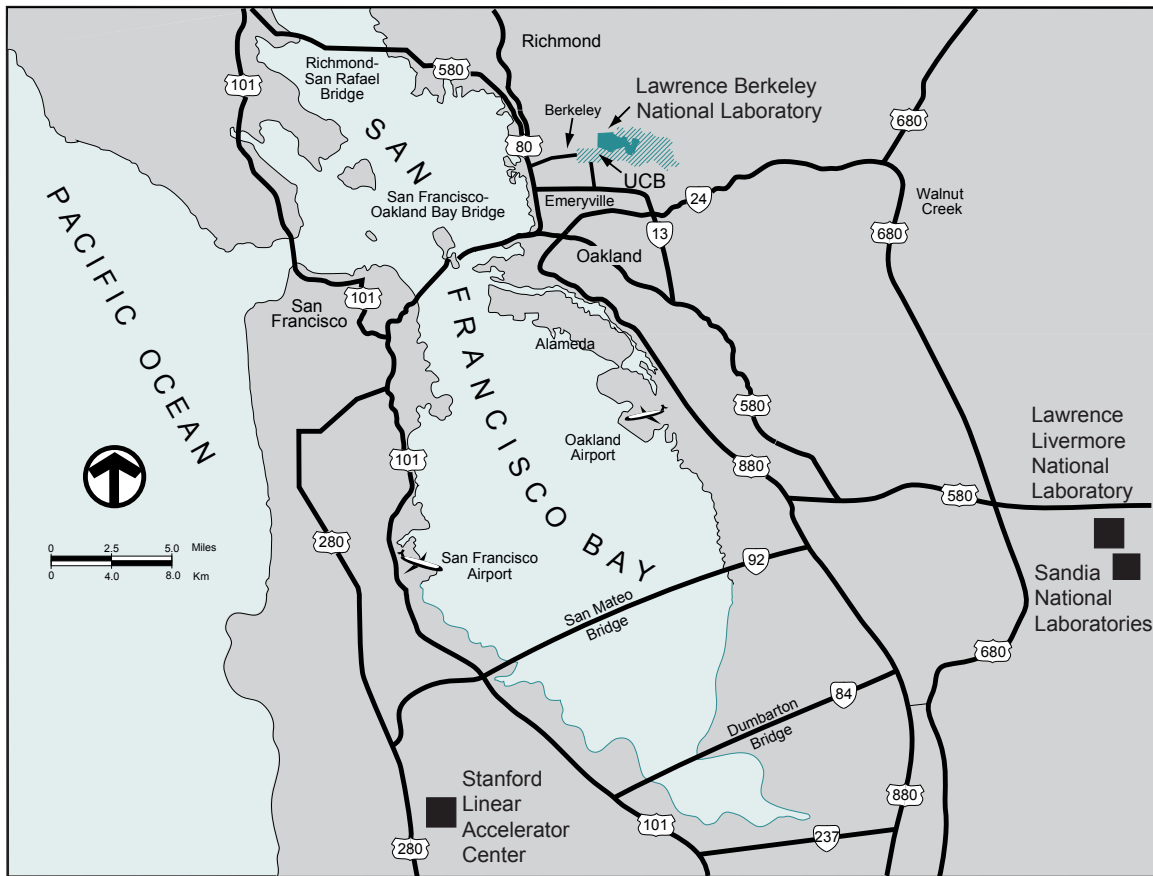 Richmond
Richmond-
San Rafael
Bridge
580
101
Lawrence Berkeley
National Laboratory
Berkeley
680
80
SAN
UCB
San Francisco-
Oakland Bay Bridge
Emeryville
24
Walnut
Creek
13
680
Oakland
PACIFIC OCEAN
101
San
Francisco
FRANCISCO BAY
Alameda
580
Oakland
Airport
Lawrence
Livermore
National
Laboratory
101
880
580
0 2.5 5.0 Miles
0 4.0 8.0 Km
280
San Francisco
Airport
92
Sandia
National
Laboratories
San Mateo
Bridge
680
84
Dumbarton
Bridge
Stanford
Linear
Accelerator
Center
880
101
237
280